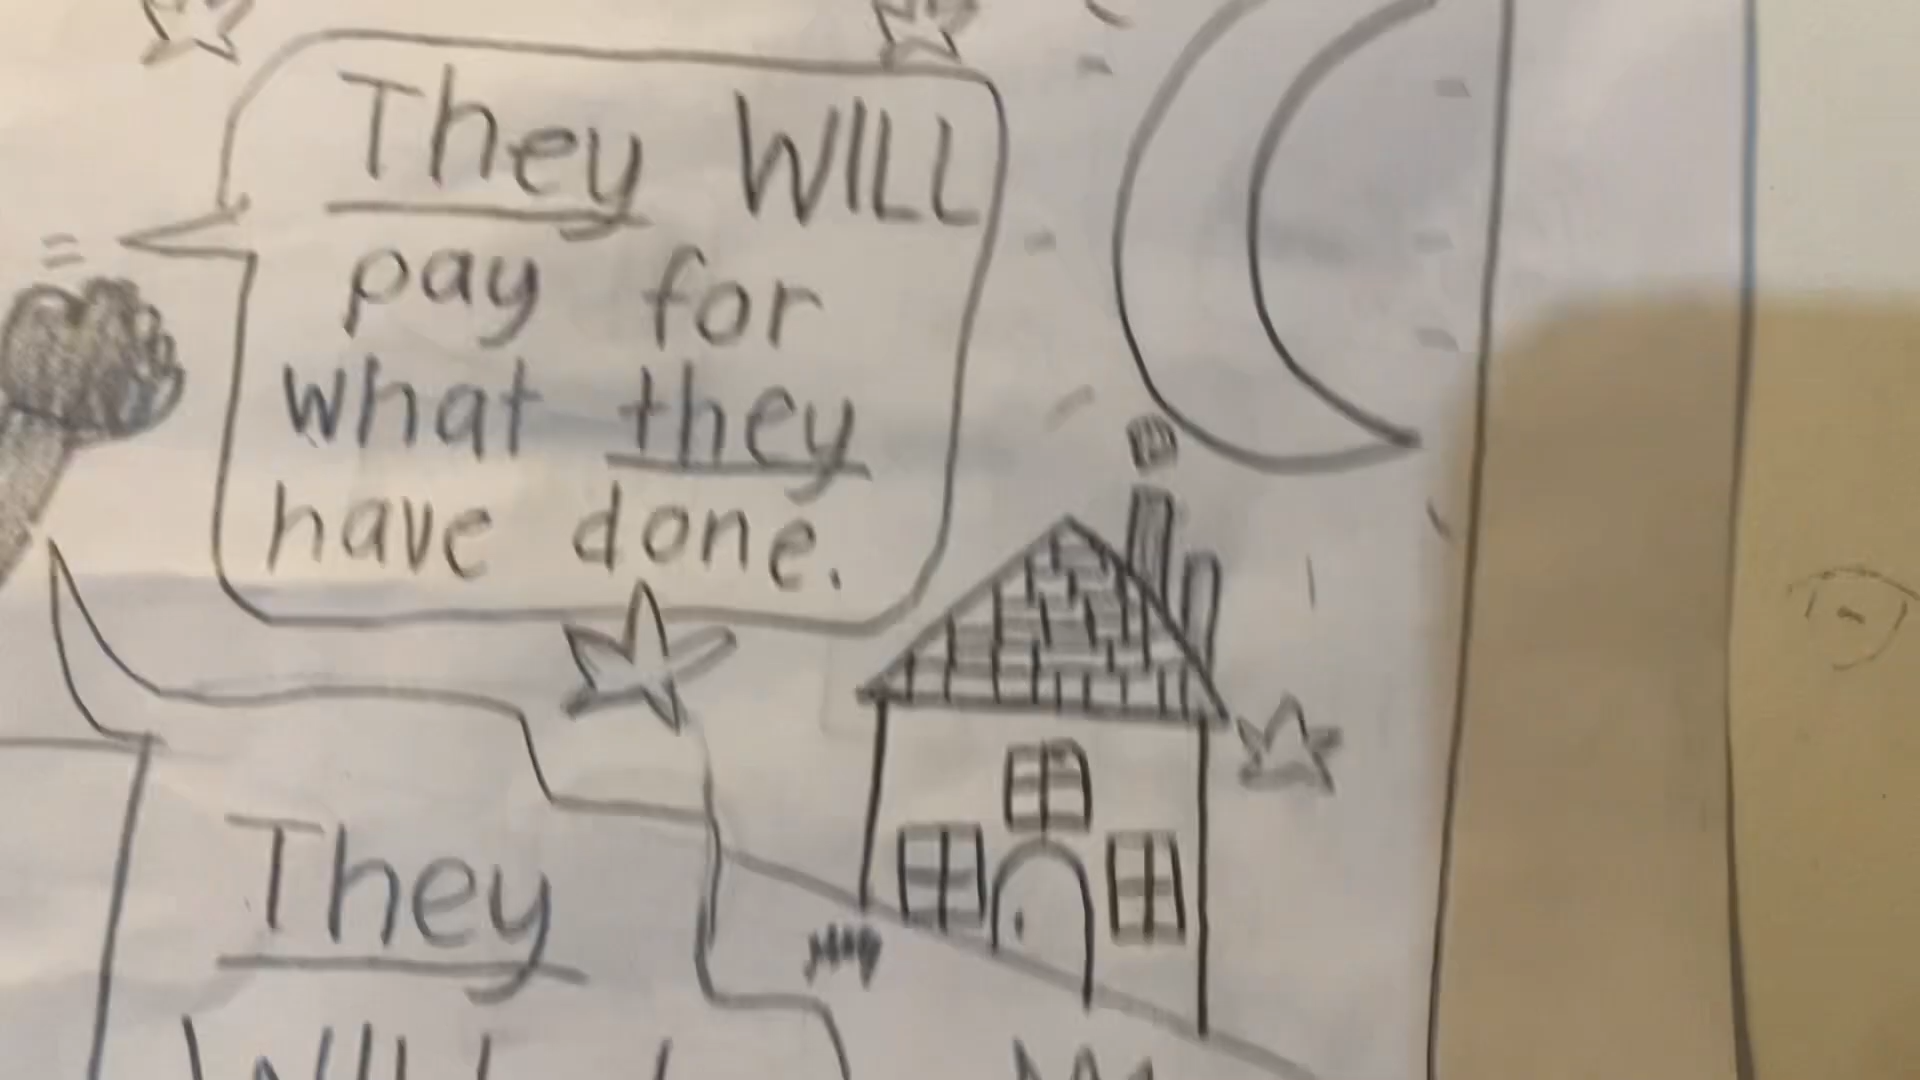 They WILL
pay for
what they
have done.
They